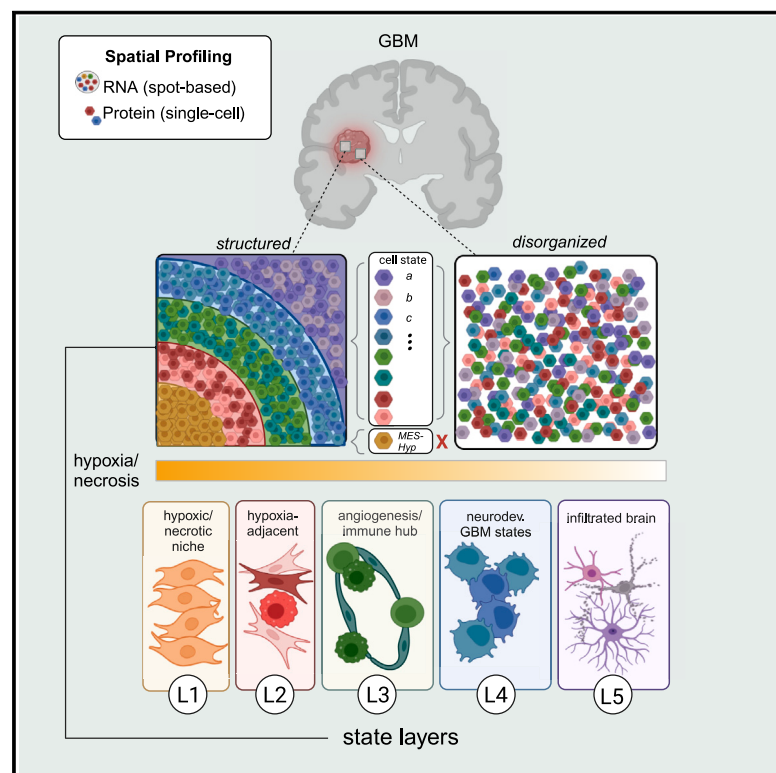 GBM
Spatial Profiling
RNA (spot-based)
Protein (single-cell)
structured
disorganized
cell state
a
b
c
...
MES-
Hyp
X
hypoxia/
necrosis
hypoxic/
necrotic
niche
hypoxia-
adjacent
angiogenesis/
immune hub
neurodev.
GBM states
infiltrated brain
L1
L2
L3
L4
L5
state layers